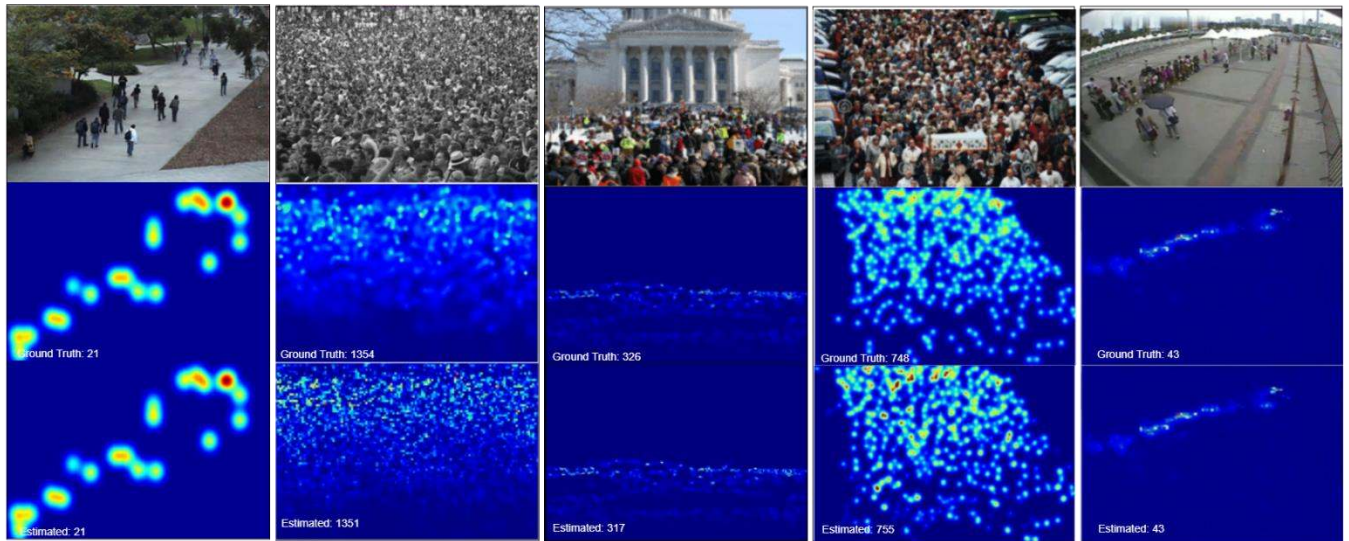 Ground Truth: 21
Ground Truth: 1354
Ground Truth: 326
Ground Truth: 748
Ground Truth: 43
Estimated: 21
Estimated: 1351
Estimated: 317
Estimated: 755
Estimated: 43